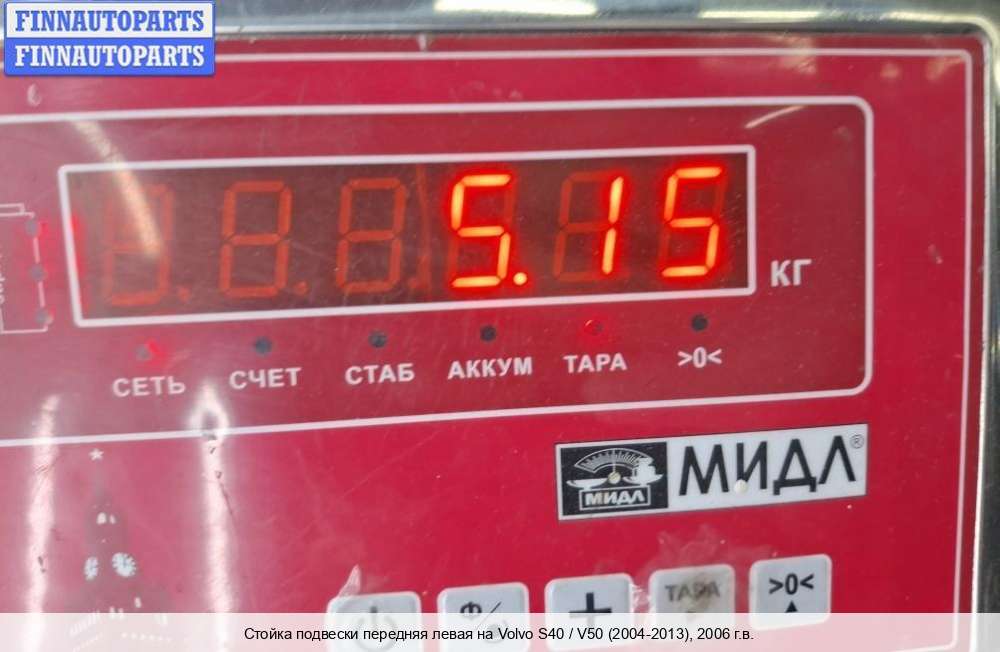 FINNAUTOPARTS
FINNAUTOPARTS
5.15
КГ
СЕТЬ СЧЕТ СТАБ АККУМ ТАРА >0<
МИДЛ МИДЛ®
ТАРА >0<
Стойка подвески передняя левая на Volvo S40 / V50 (2004-2013), 2006 г.в.